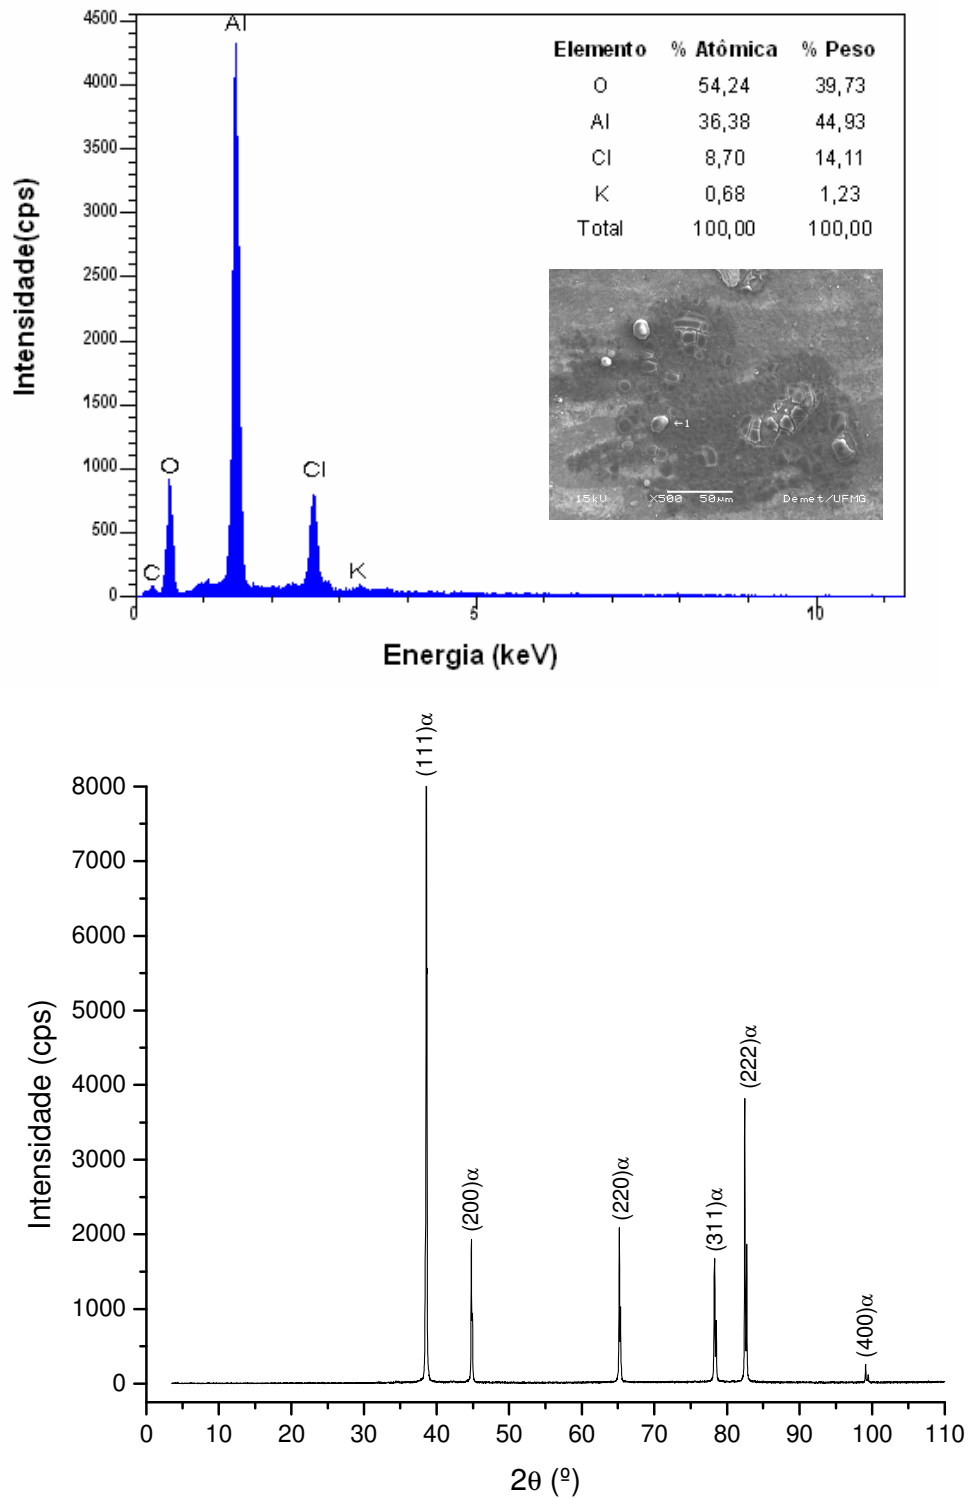 Intensidade(cps)
4500
4000
3500
3000
2500
2000
1500
1000
500
0
Al
O
Cl
C
K
Elemento % Atômica % Peso
O 54,24 39,73
Al 36,38 44,93
Cl 8,70 14,11
K 0,68 1,23
Total 100,00 100,00
←1
15kU X500 50µm Demet/UFMG
0 5 10
Energia (keV)
(111)α
(200)α
(220)α
(311)α
(222)α
(400)α
Intensidade (cps)
8000
7000
6000
5000
4000
3000
2000
1000
0
0 10 20 30 40 50 60 70 80 90 100 110
2θ (º)